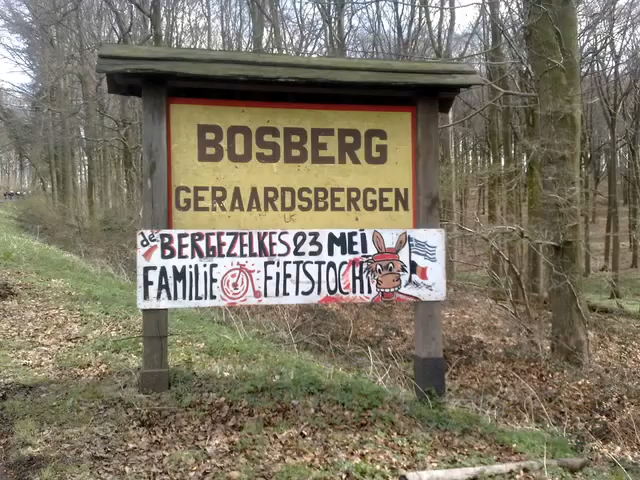 BOSBERG
GERAARDSBERGEN
de BERGEZELKES 23 MEI
FAMILIE FIETSTOCHT